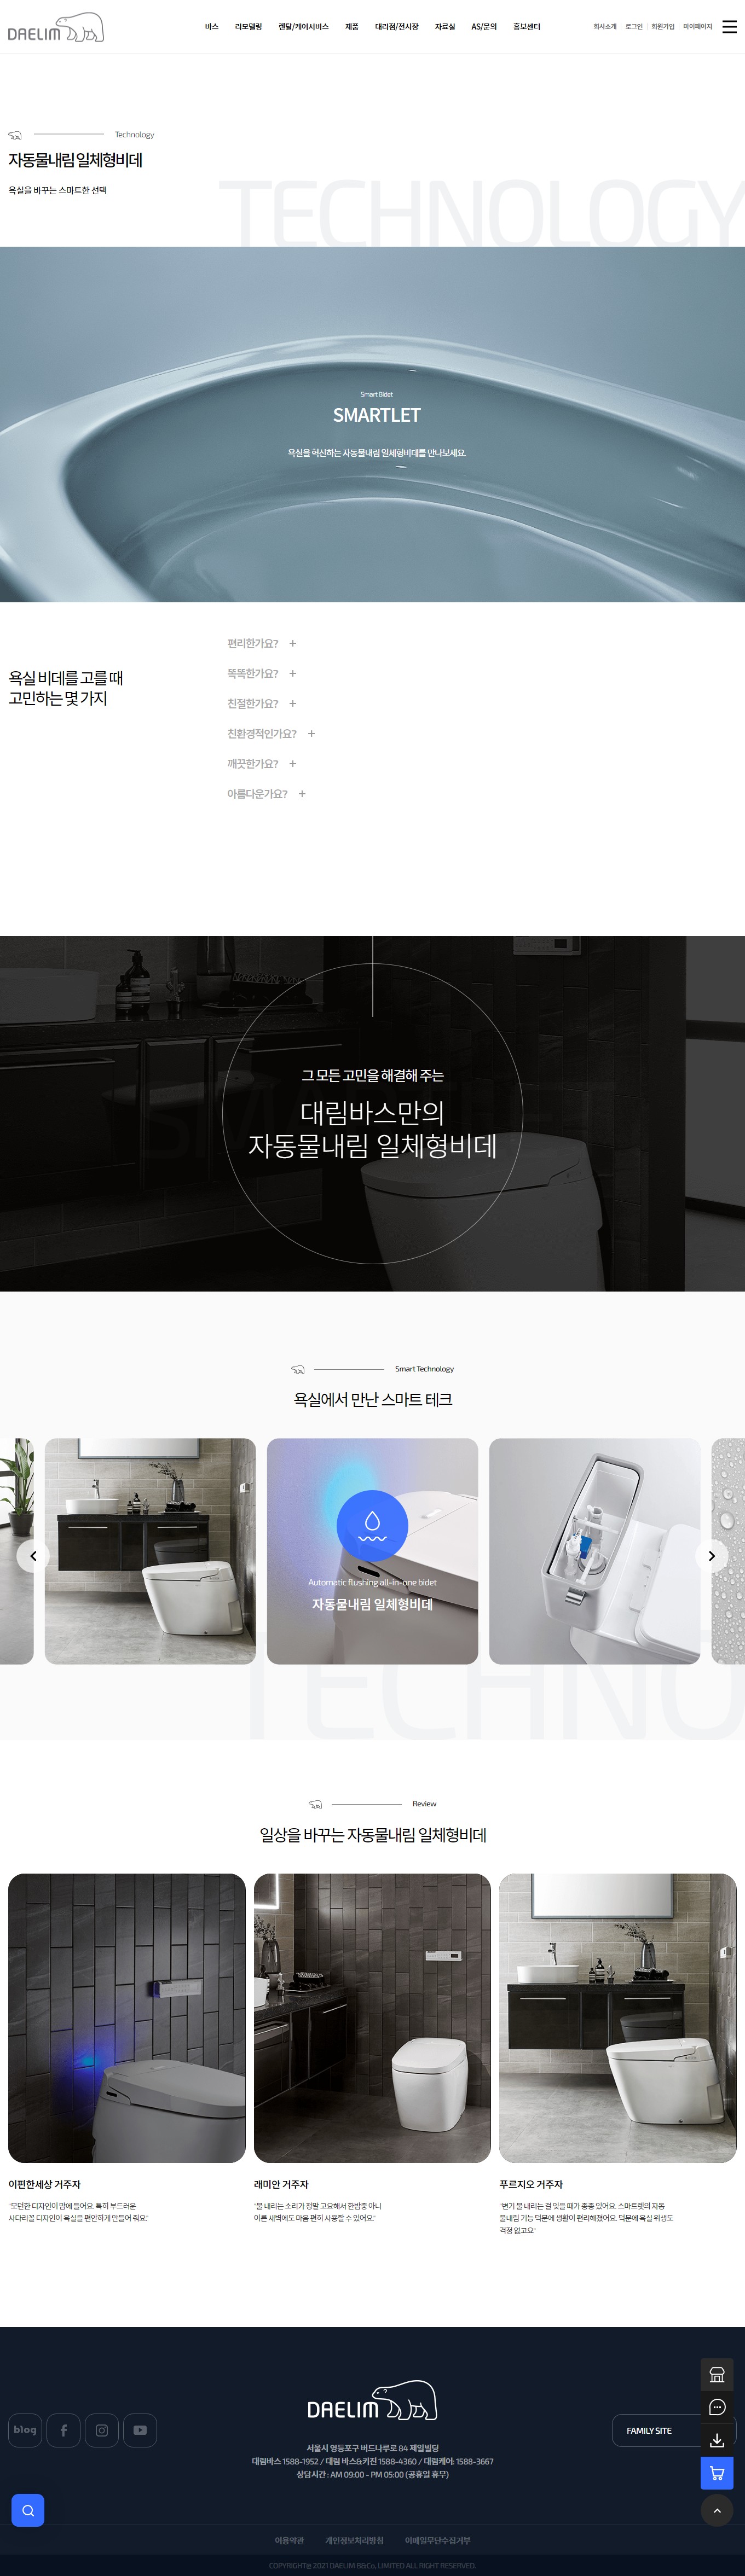 DAELIM
바스
리모델링
렌탈/케어서비스
제품
대리점/전시장
자료실
AS/문의
홍보센터
회사소개
로그인
회원가입
마이페이지
Technology
자동물내림 일체형비데
욕실을 바꾸는 스마트한 선택
TECHNOLOGY
Smart Bidet
SMARTLET
욕실을 혁신하는 자동물내림 일체형비데를 만나보세요.
욕실 비데를 고를 때
고민하는 몇 가지
편리한가요? +
똑똑한가요? +
친절한가요? +
친환경적인가요? +
깨끗한가요? +
아름다운가요? +
그 모든 고민을 해결해 주는
대림바스만의
자동물내림 일체형비데
Smart Technology
욕실에서 만난 스마트 테크
Automatic flushing all-in-one bidet
자동물내림 일체형비데
TECHNO
Review
일상을 바꾸는 자동물내림 일체형비데
이편한세상 거주자
"모던한 디자인이 맘에 들어요. 특히 부드러운
사다리꼴 디자인이 욕실을 편안하게 만들어 줘요."
래미안 거주자
"물 내리는 소리가 정말 고요해서 한밤중 아니
이른 새벽에도 마음 편히 사용할 수 있어요."
푸르지오 거주자
"변기 물 내리는 걸 잊을 때가 종종 있어요. 스마트렛의 자동
물내림 기능 덕분에 생활이 편리해졌어요. 덕분에 욕실 위생도
걱정 없고요"
blog
DAELIM
FAMILY SITE
서울시 영등포구 버드나루로 84 제일빌딩
대림바스 1588-1952 / 대림 바스&키친 1588-4360 / 대림케어: 1588-3667
상담시간 : AM 09:00 - PM 05:00 (공휴일 휴무)
이용약관
개인정보처리방침
이메일무단수집거부
COPYRIGHT@ 2021 DAELIM B&Co, LIMITED ALL RIGHT RESERVED.